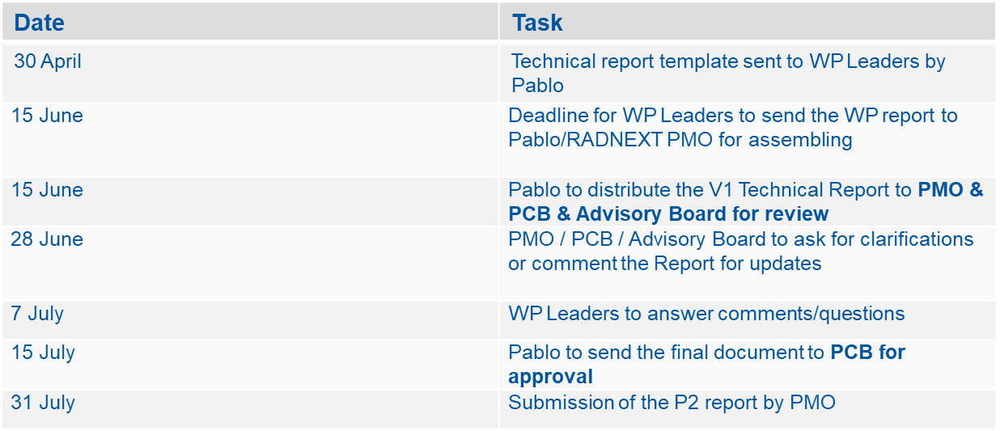 Date Task
30 April Technical report template sent to WP Leaders by
Pablo
15 June Deadline for WP Leaders to send the WP report to
Pablo/RADNEXT PMO for assembling
15 June Pablo to distribute the V1 Technical Report to PMO &
PCB & Advisory Board for review
28 June PMO / PCB / Advisory Board to ask for clarifications
or comment the Report for updates
7 July WP Leaders to answer comments/questions
15 July Pablo to send the final document to PCB for
approval
31 July Submission of the P2 report by PMO